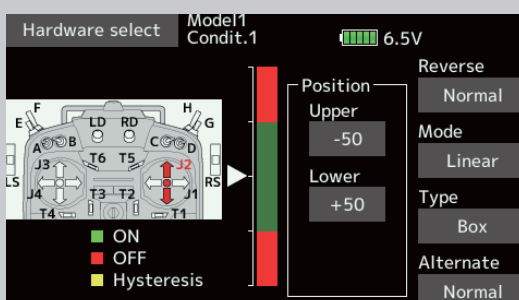 Hardware select
Model1
Condit.1
6.5V
F
E
LD RD
H
G
A B
C D
J3
T6 T5
J2
LS
J4
T3 T2
J1
RS
T4
T1
ON
OFF
Hysteresis
Position
Upper
-50
Lower
+50
Reverse
Normal
Mode
Linear
Type
Box
Alternate
Normal